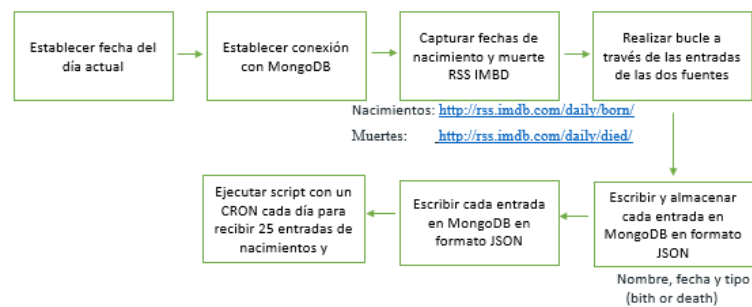 Establecer fecha del
día actual
Establecer conexión
con MongoDB
Capturar fechas de
nacimiento y muerte
RSS IMBD
Realizar bucle a
través de las entradas
de las dos fuentes
Nacimientos: http://rss.imdb.com/daily/born/
Muertes: http://rss.imdb.com/daily/died/
Ejecutar script con un
CRON cada día para
recibir 25 entradas de
nacimientos y
Escribir cada entrada
en MongoDB en
formato JSON
Escribir y almacenar
cada entrada en
MongoDB en formato
JSON
Nombre, fecha y tipo
(bith or death)